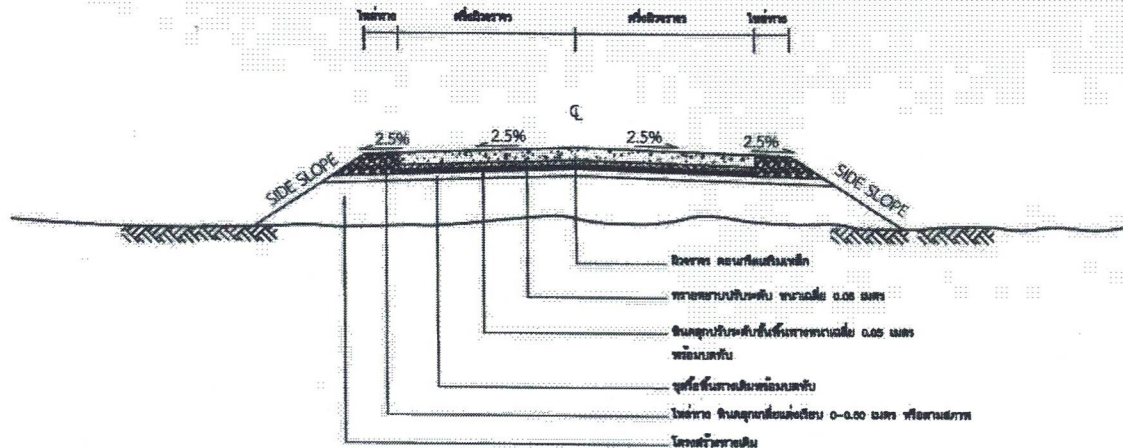 ไหล่ทาง ครึ่งผิวจราจร ครึ่งผิวจราจร ไหล่ทาง
℄
2.5% 2.5% 2.5% 2.5%
SIDE SLOPE SIDE SLOPE
ผิวจราจร คอนกรีตเสริมเหล็ก
ทรายหยาบปรับระดับ หนาเฉลี่ย 0.05 เมตร
หินคลุกปรับระดับชั้นพื้นทางหนาเฉลี่ย 0.05 เมตร
พร้อมบดทับ
ขุดรื้อพื้นทางเดิมพร้อมบดทับ
ไหล่ทาง หินคลุกเกลี่ยแต่งเรียบ 0-0.50 เมตร หรือตามสภาพ
โครงสร้างทางเดิม